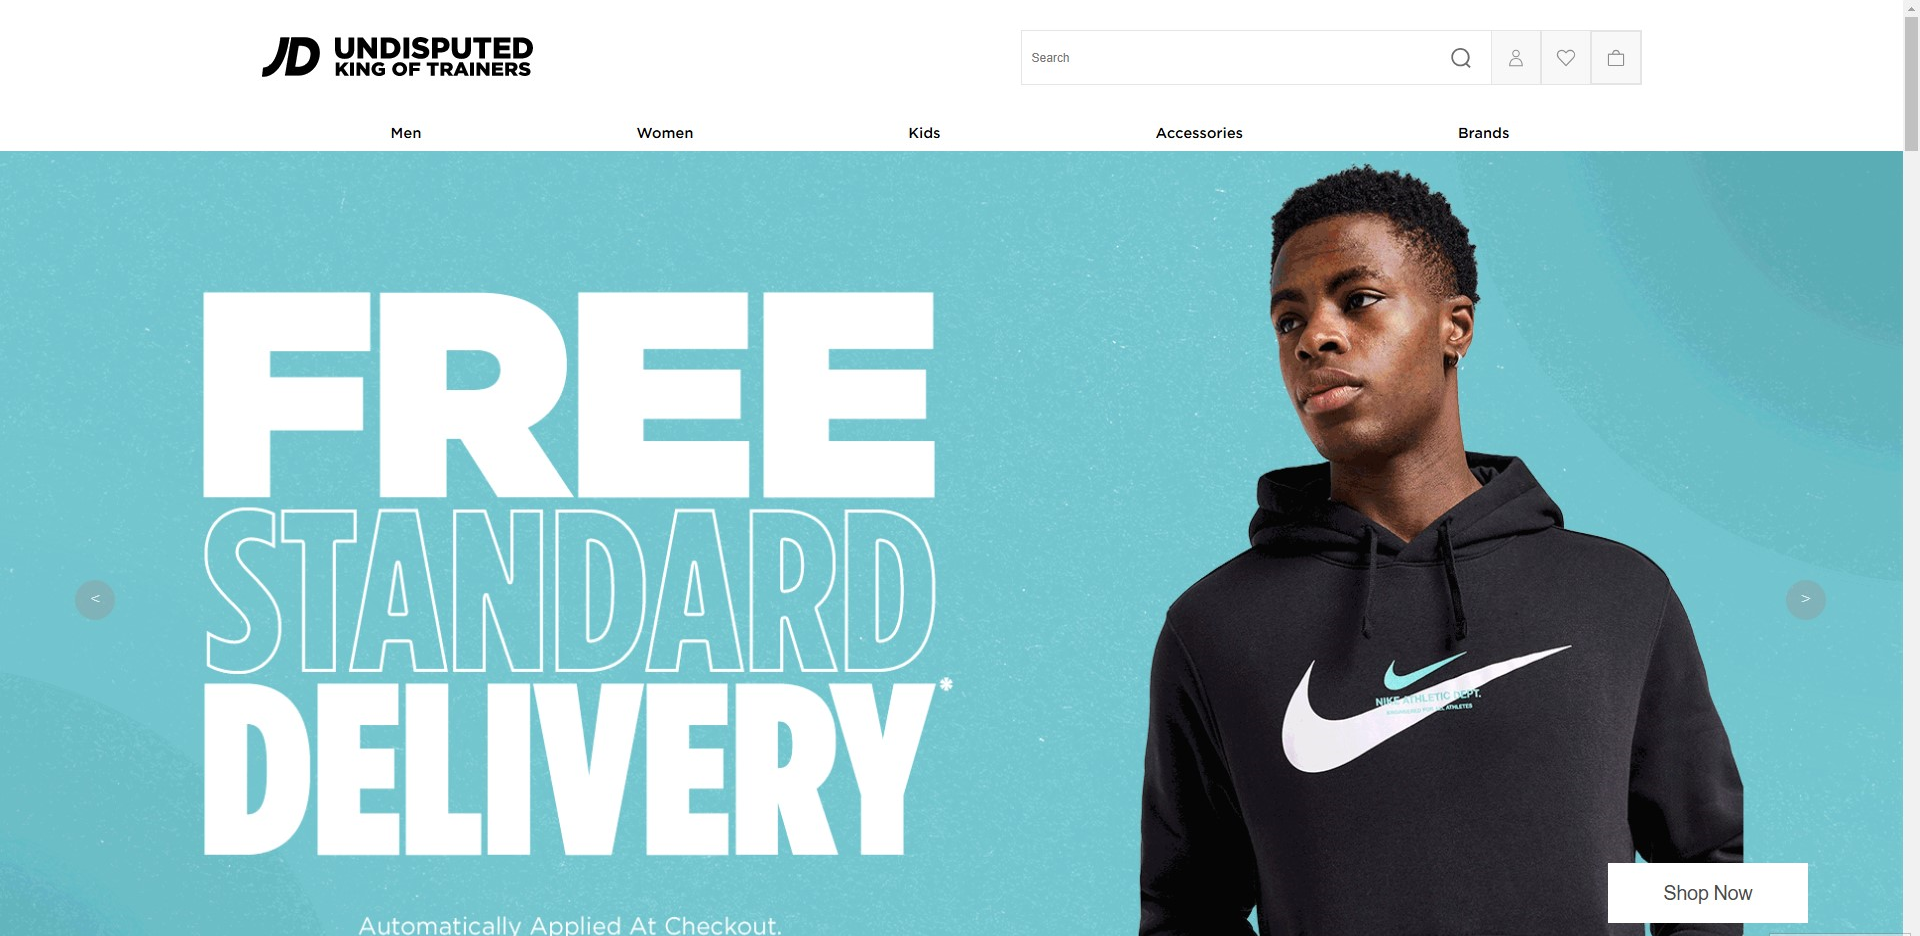 JD UNDISPUTED
KING OF TRAINERS
Search
Men
Women
Kids
Accessories
Brands
FREE
STANDARD
DELIVERY*
<
>
NIKE ATHLETIC DEPT.
Shop Now
Automatically Applied At Checkout.